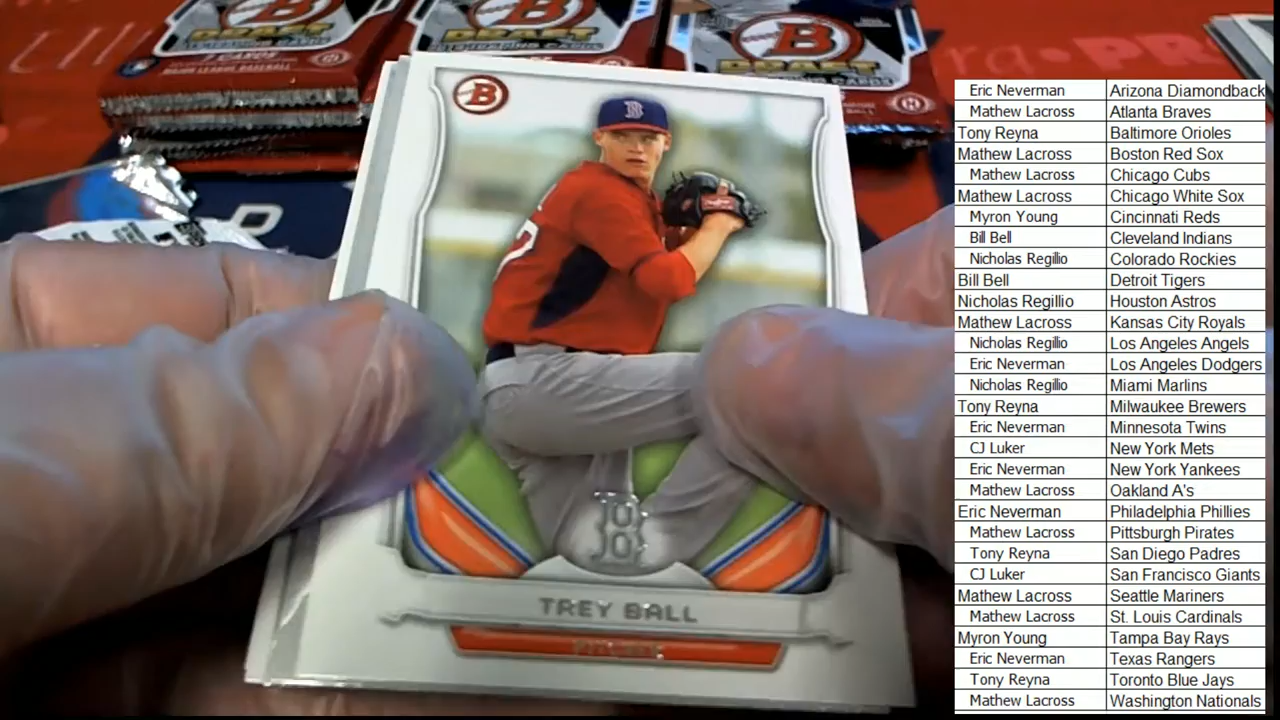 B
DRAFT
B
DRAFT
B
DRAFT
B
B
TREY BALL
PITCHER
Eric Neverman Arizona Diamondback
Mathew Lacross Atlanta Braves
Tony Reyna Baltimore Orioles
Mathew Lacross Boston Red Sox
Mathew Lacross Chicago Cubs
Mathew Lacross Chicago White Sox
Myron Young Cincinnati Reds
Bill Bell Cleveland Indians
Nicholas Regillio Colorado Rockies
Bill Bell Detroit Tigers
Nicholas Regillio Houston Astros
Mathew Lacross Kansas City Royals
Nicholas Regillio Los Angeles Angels
Eric Neverman Los Angeles Dodgers
Nicholas Regillio Miami Marlins
Tony Reyna Milwaukee Brewers
Eric Neverman Minnesota Twins
CJ Luker New York Mets
Eric Neverman New York Yankees
Mathew Lacross Oakland A's
Eric Neverman Philadelphia Phillies
Mathew Lacross Pittsburgh Pirates
Tony Reyna San Diego Padres
CJ Luker San Francisco Giants
Mathew Lacross Seattle Mariners
Mathew Lacross St. Louis Cardinals
Myron Young Tampa Bay Rays
Eric Neverman Texas Rangers
Tony Reyna Toronto Blue Jays
Mathew Lacross Washington Nationals